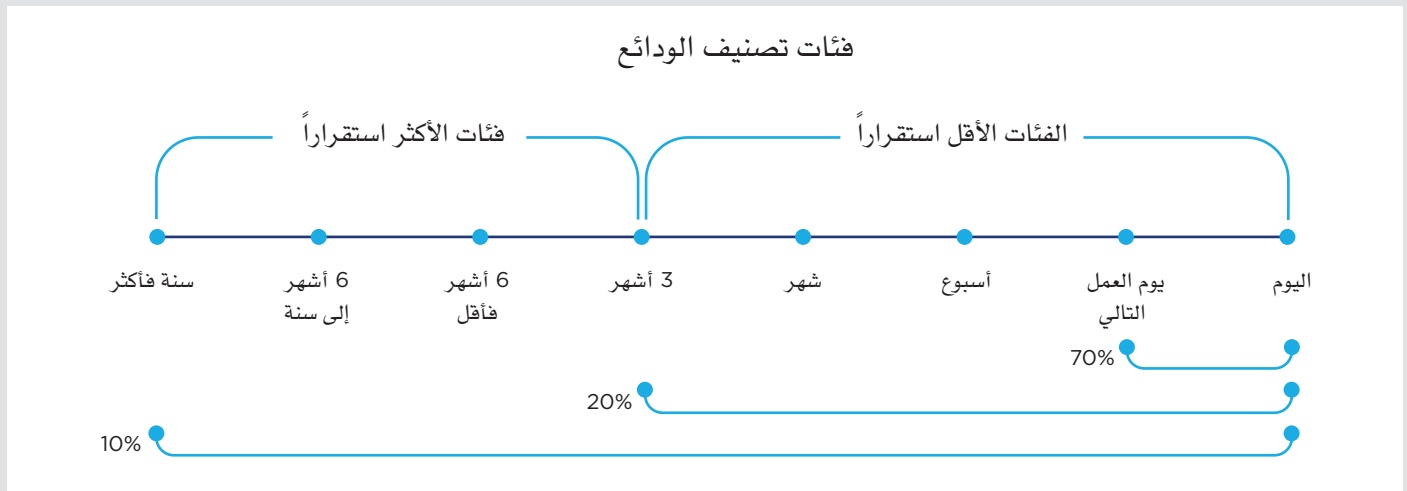 فئات تصنيف الودائع
الفئات الأقل استقراراً
فئات الأكثر استقراراً
اليوم
يوم العمل
التالي
أسبوع
شهر
3 أشهر
6 أشهر
فأقل
6 أشهر
إلى سنة
سنة فأكثر
70%
20%
10%